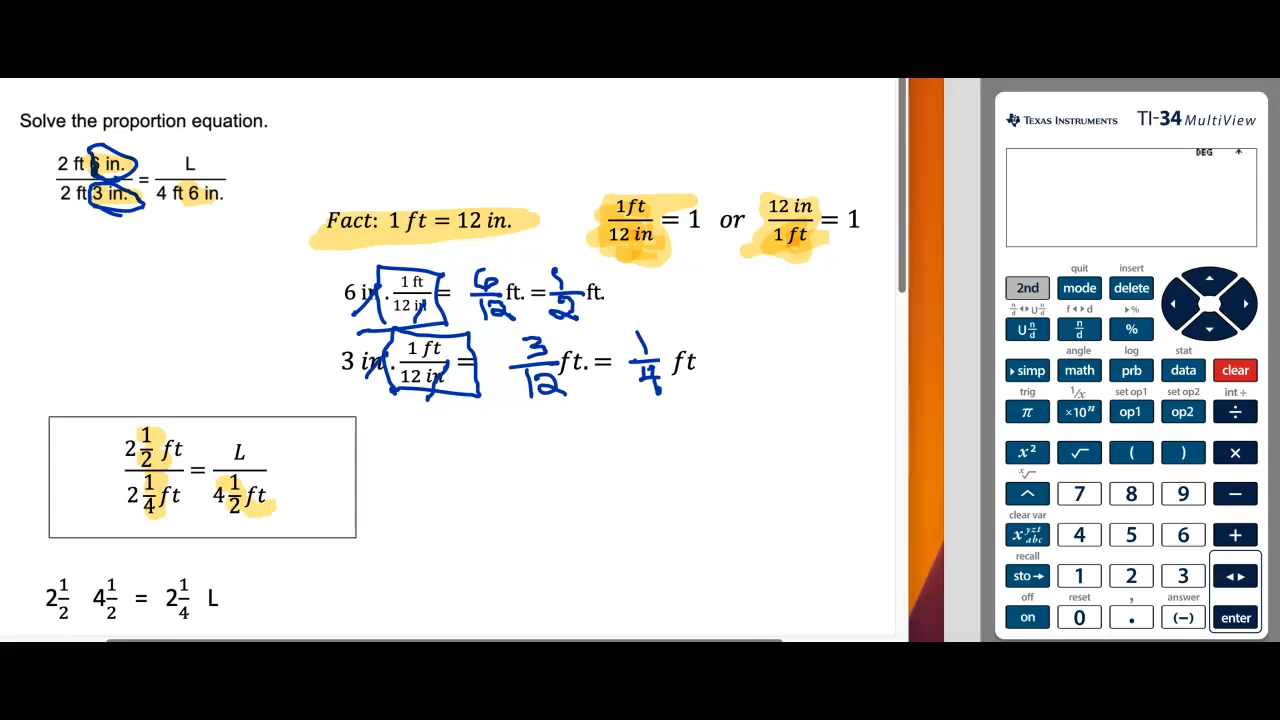 Solve the proportion equation.
2 ft 6 in. / 2 ft 3 in. = L / 4 ft 6 in.
Fact: 1 ft = 12 in. 1ft / 12 in = 1 or 12 in / 1 ft = 1
6 in. · 1 ft / 12 in = 6/12 ft. = 1/2 ft.
3 in. · 1 ft / 12 in = 3/12 ft. = 1/4 ft
2 1/2 ft / 2 1/4 ft = L / 4 1/2 ft
2 1/2 4 1/2 = 2 1/4 L
TEXAS INSTRUMENTS TI-34 MultiView
DEG
quit insert
2nd mode delete
n/d ◄► U n/d f ◄► d ►%
U n/d n/d %
angle log stat
►simp math prb data clear
trig 1/x set op1 set op2 int ÷
π ×10ⁿ op1 op2 ÷
x² √ ( ) ×
ˣ√
^ 7 8 9 −
clear var
x yzt abc 4 5 6 +
recall
sto→ 1 2 3 ◄►
off reset , answer
on 0 . (−) enter